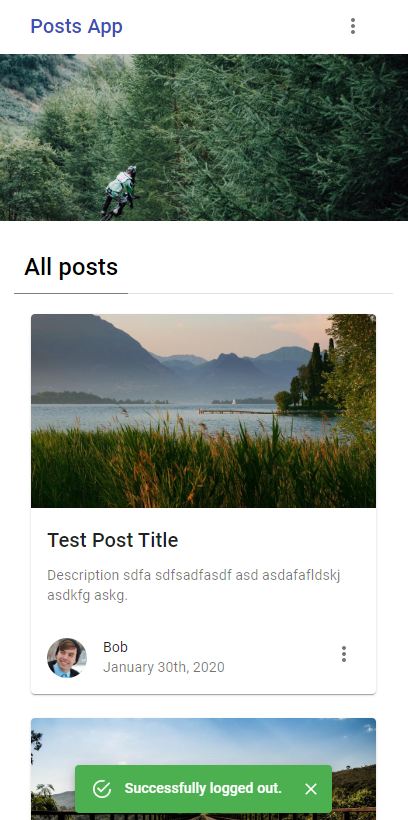 Posts App
All posts
Test Post Title
Description sdfa sdfsadfasdf asd asdafafldskj
asdkfg askg.
Bob
January 30th, 2020
Successfully logged out.